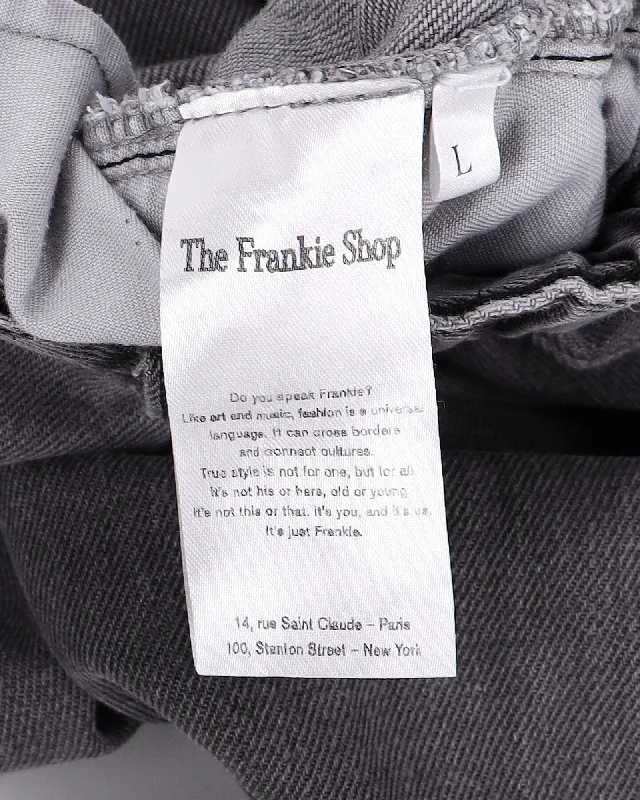 L
The Frankie Shop
Do you speak Frankie?
Like art and music, fashion is a universal
language. It can cross borders
and connect cultures.
True style is not for one, but for all.
It's not his or hers, old or young.
It's not this or that. It's you, and it's us.
It's just Frankie.
14, rue Saint Claude – Paris
100, Stanton Street – New York